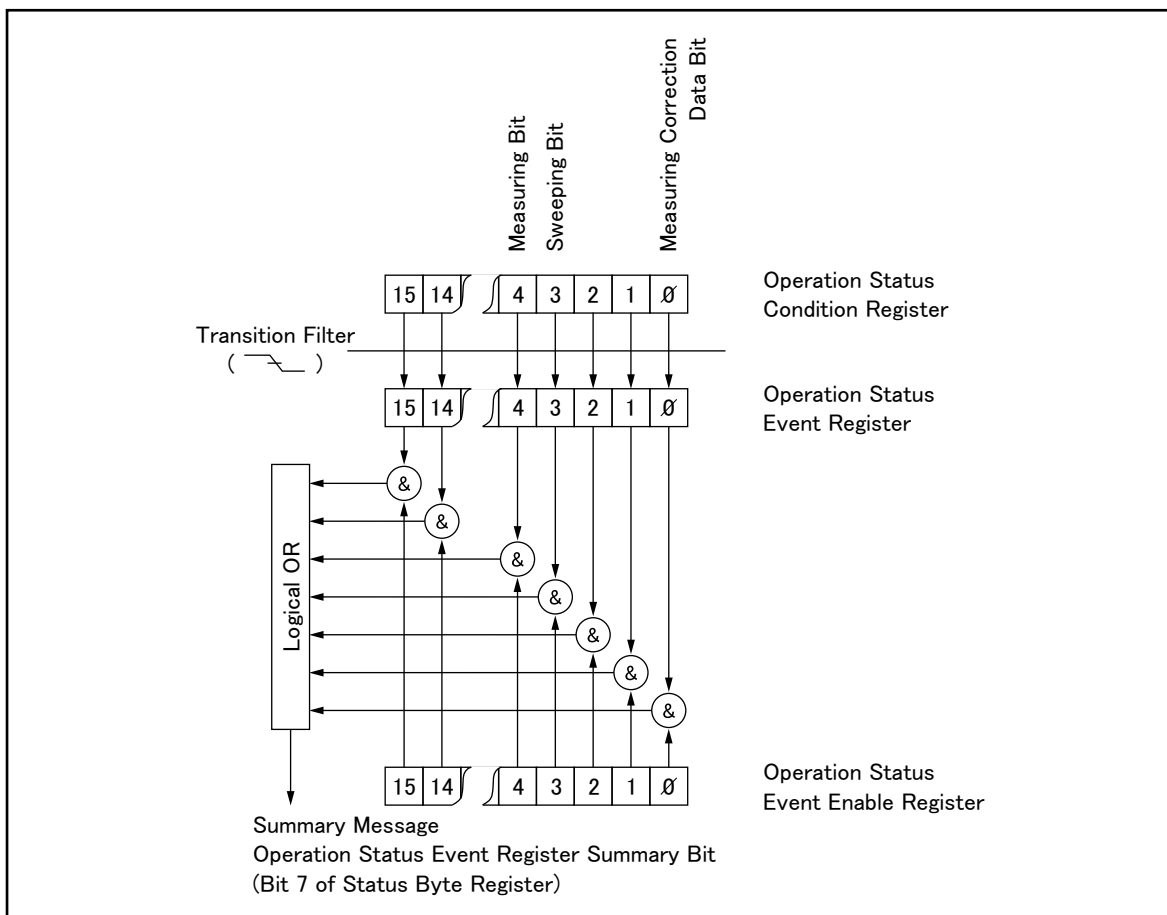 Measuring Bit
Sweeping Bit
Measuring Correction
Data Bit
15 14 4 3 2 1 0
Operation Status
Condition Register
Transition Filter
( )
15 14 4 3 2 1 0
Operation Status
Event Register
&
&
&
&
&
&
&
Logical OR
15 14 4 3 2 1 0
Operation Status
Event Enable Register
Summary Message
Operation Status Event Register Summary Bit
(Bit 7 of Status Byte Register)